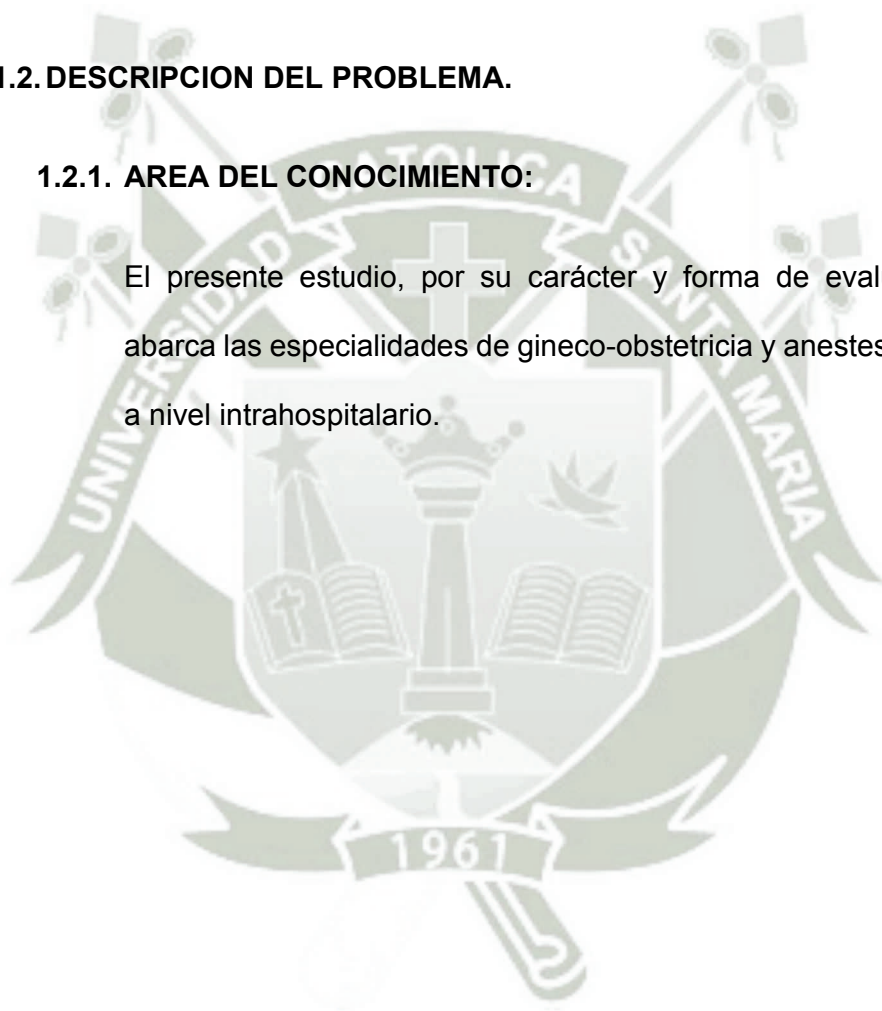 1.2. DESCRIPCION DEL PROBLEMA.
1.2.1. AREA DEL CONOCIMIENTO:
El presente estudio, por su carácter y forma de eval
abarca las especialidades de gineco-obstetricia y anestes
a nivel intrahospitalario.
UNIVERSIDAD CATOLICA SANTA MARIA
1961